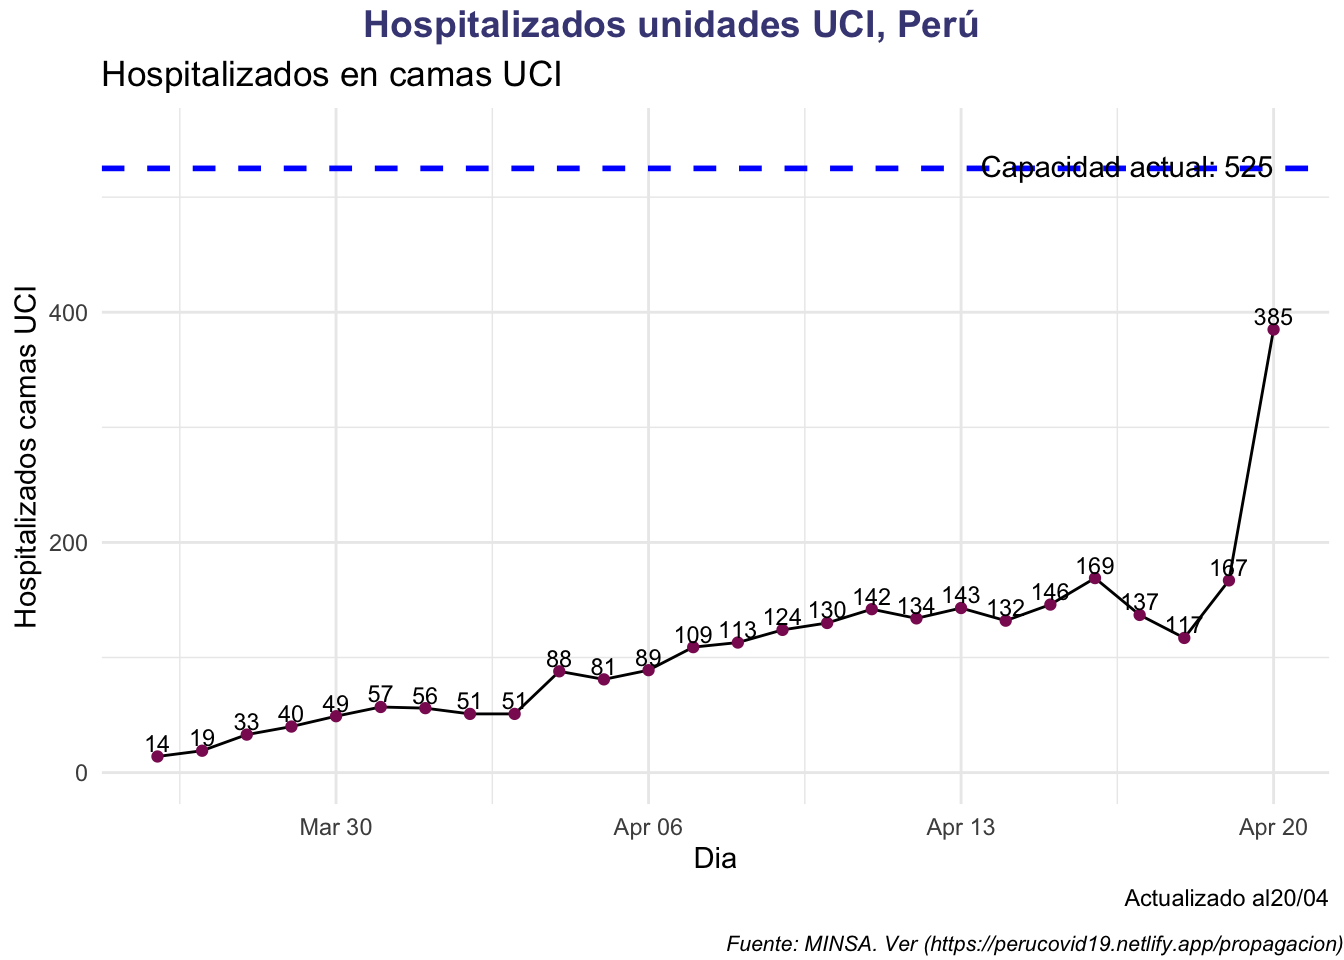 Hospitalizados unidades UCI, Perú
Hospitalizados en camas UCI
Capacidad actual: 525
Hospitalizados camas UCI
400
200
0
14
19
33
40
49
57
56
51
51
88
81
89
109
113
124
130
142
134
143
132
146
169
137
117
167
385
Mar 30
Apr 06
Apr 13
Apr 20
Dia
Actualizado al20/04
Fuente: MINSA. Ver (https://perucovid19.netlify.app/propagacion)